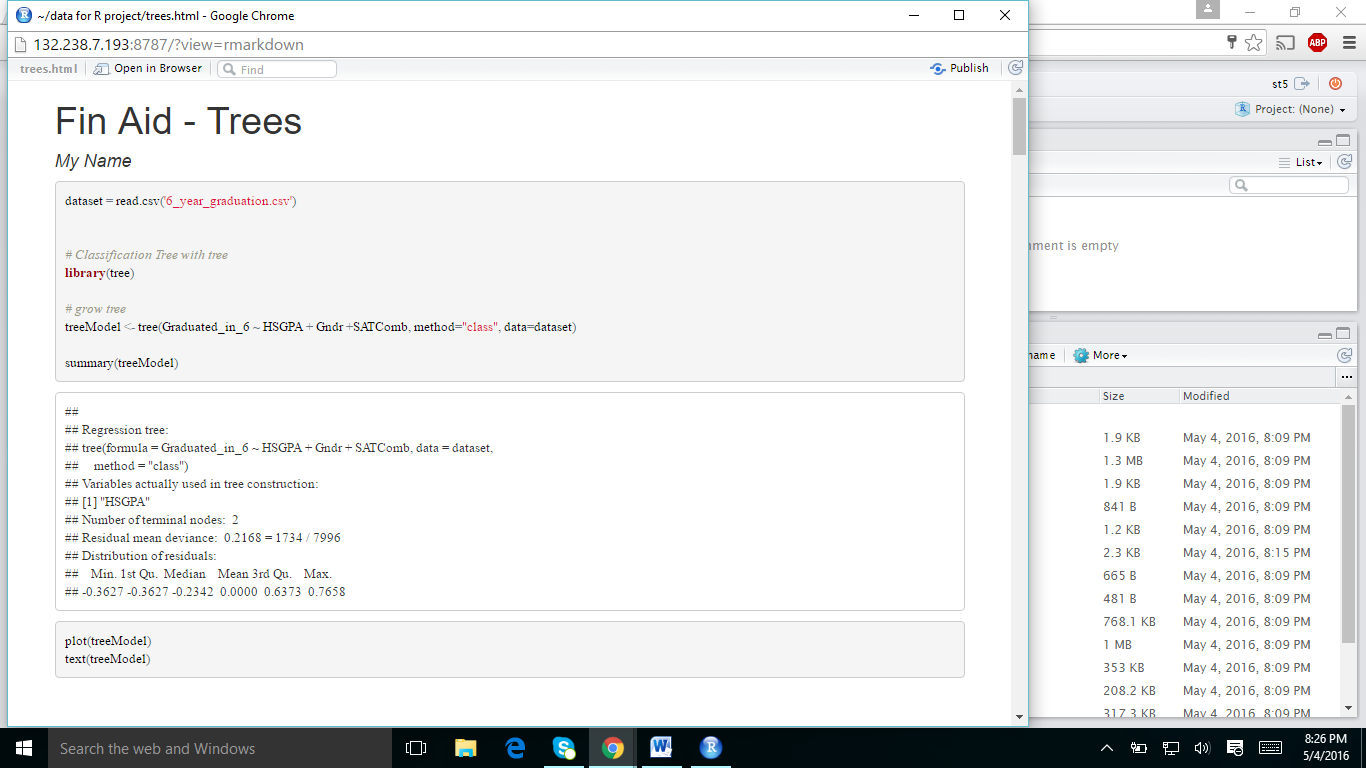 ~/data for R project/trees.html - Google Chrome
132.238.7.193:8787/?view=rmarkdown
trees.html
Open in Browser
Find
Publish
Fin Aid - Trees
My Name
dataset = read.csv('6_year_graduation.csv')
# Classification Tree with tree
library(tree)
# grow tree
treeModel <- tree(Graduated_in_6 ~ HSGPA + Gndr +SATComb, method="class", data=dataset)
summary(treeModel)
##
## Regression tree:
## tree(formula = Graduated_in_6 ~ HSGPA + Gndr + SATComb, data = dataset,
##     method = "class")
## Variables actually used in tree construction:
## [1] "HSGPA"
## Number of terminal nodes:  2
## Residual mean deviance:  0.2168 = 1734 / 7996
## Distribution of residuals:
##    Min. 1st Qu.  Median    Mean 3rd Qu.    Max.
## -0.3627 -0.3627 -0.2342  0.0000  0.6373  0.7658
plot(treeModel)
text(treeModel)
ABP
st5
Project: (None)
List
nment is empty
name
More
Size Modified
1.9 KB May 4, 2016, 8:09 PM
1.3 MB May 4, 2016, 8:09 PM
1.9 KB May 4, 2016, 8:09 PM
841 B May 4, 2016, 8:09 PM
1.2 KB May 4, 2016, 8:09 PM
2.3 KB May 4, 2016, 8:15 PM
665 B May 4, 2016, 8:09 PM
481 B May 4, 2016, 8:09 PM
768.1 KB May 4, 2016, 8:09 PM
1 MB May 4, 2016, 8:09 PM
353 KB May 4, 2016, 8:09 PM
208.2 KB May 4, 2016, 8:09 PM
317.3 KB May 4, 2016, 8:09 PM
Search the web and Windows
8:26 PM
5/4/2016